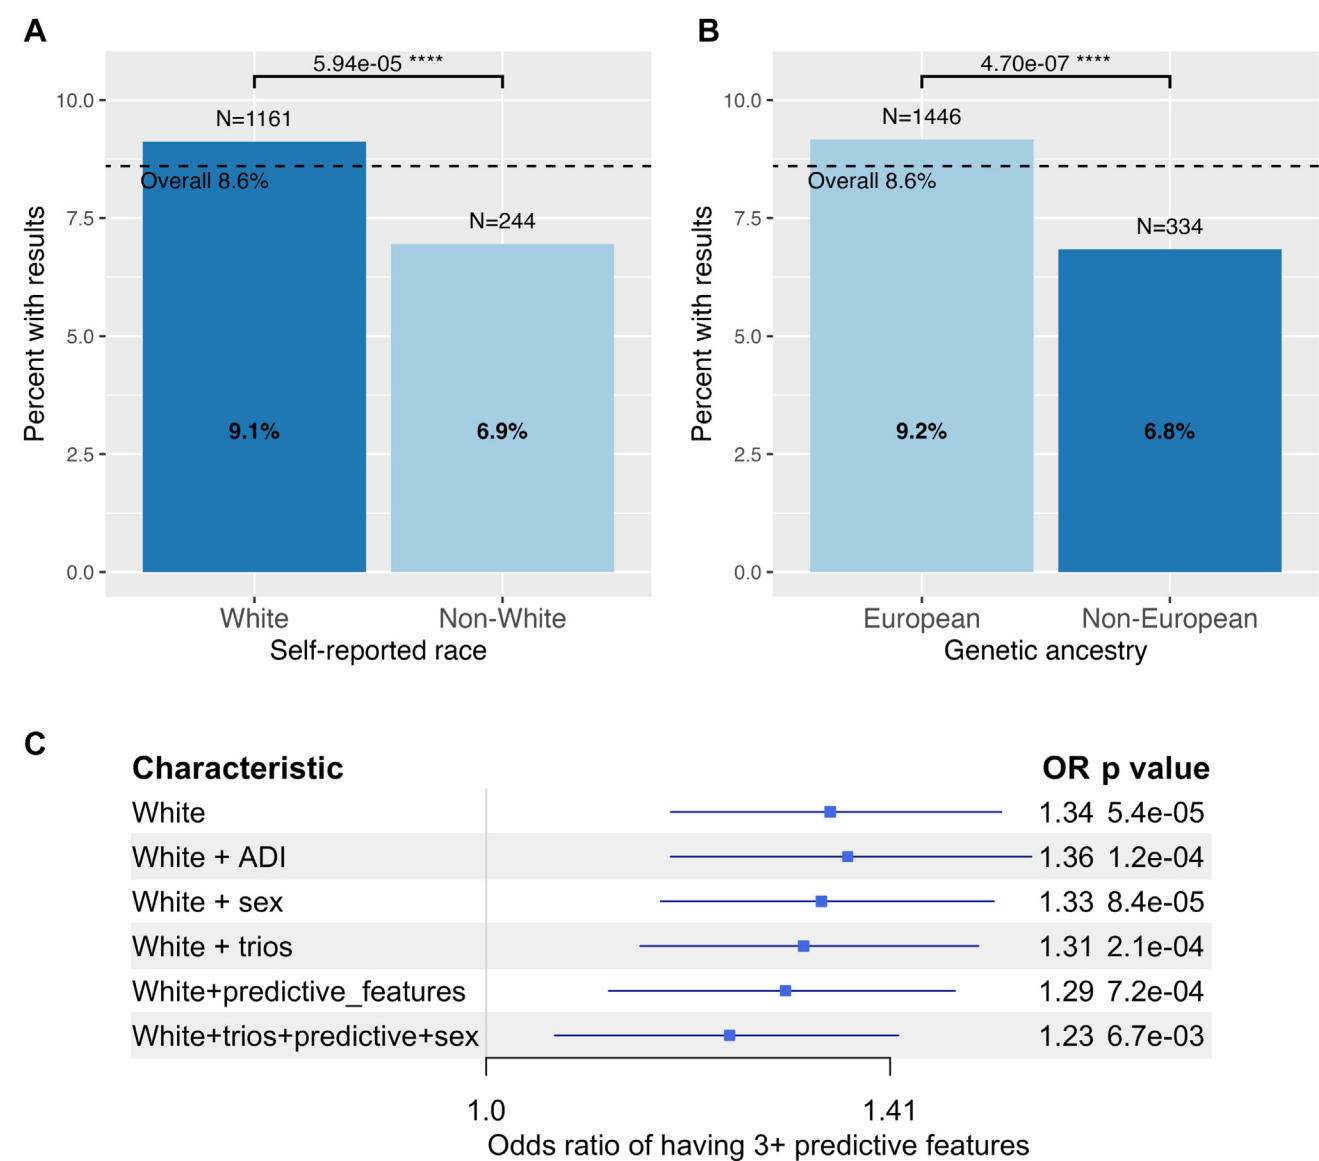 A
5.94e-05 ****
N=1161
Overall 8.6%
N=244
10.0
7.5
5.0
2.5
0.0
Percent with results
9.1%
6.9%
White
Non-White
Self-reported race
B
4.70e-07 ****
N=1446
Overall 8.6%
N=334
10.0
7.5
5.0
2.5
0.0
Percent with results
9.2%
6.8%
European
Non-European
Genetic ancestry
C
Characteristic OR p value
White 1.34 5.4e-05
White + ADI 1.36 1.2e-04
White + sex 1.33 8.4e-05
White + trios 1.31 2.1e-04
White+predictive_features 1.29 7.2e-04
White+trios+predictive+sex 1.23 6.7e-03
1.0 1.41
Odds ratio of having 3+ predictive features